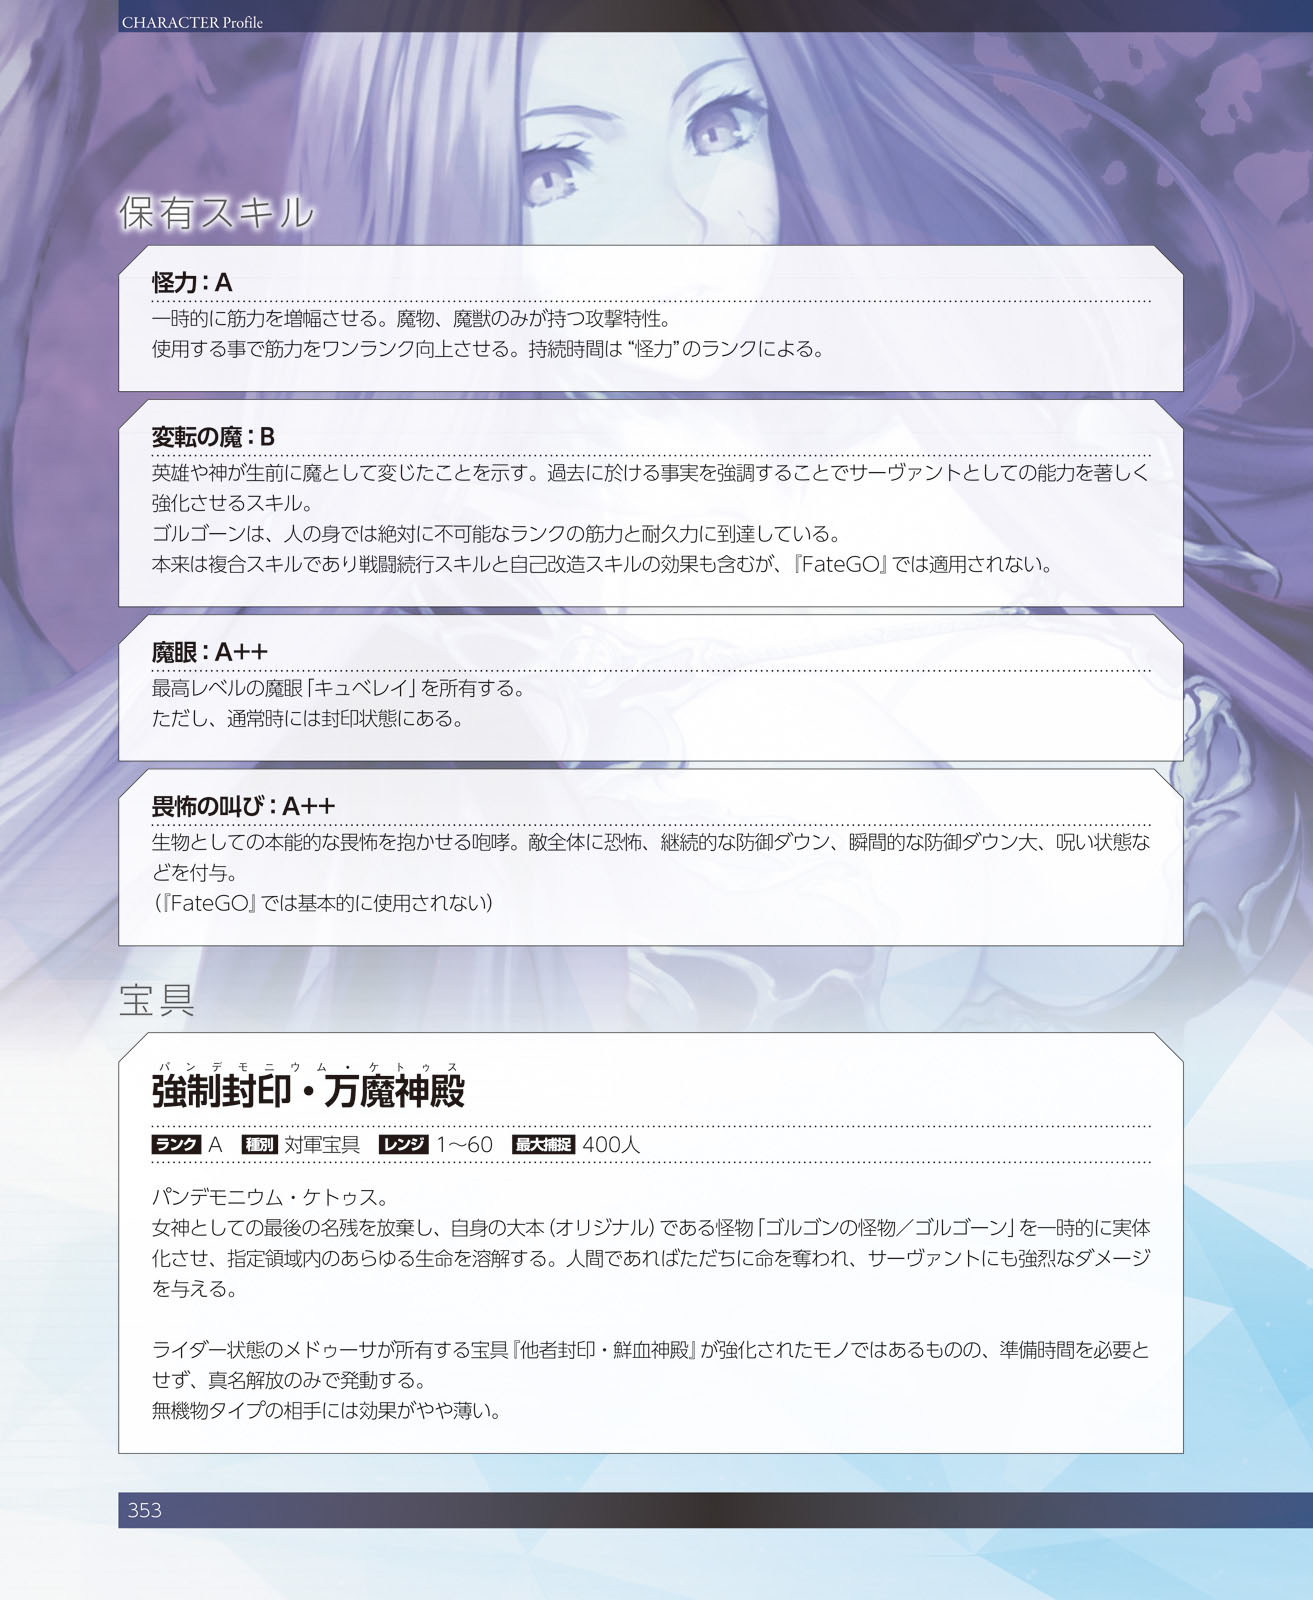 CHARACTER Profile
保有スキル
怪力：A
一時的に筋力を増幅させる。魔物、魔獣のみが持つ攻撃特性。
使用する事で筋力をワンランク向上させる。持続時間は“怪力”のランクによる。
変転の魔：B
英雄や神が生前に魔として変じたことを示す。過去に於ける事実を強調することでサーヴァントとしての能力を著しく
強化させるスキル。
ゴルゴーンは、人の身では絶対に不可能なランクの筋力と耐久力に到達している。
本来は複合スキルであり戦闘続行スキルと自己改造スキルの効果も含むが、『FateGO』では適用されない。
魔眼：A++
最高レベルの魔眼「キュベレイ」を所有する。
ただし、通常時には封印状態にある。
畏怖の叫び：A++
生物としての本能的な畏怖を抱かせる咆哮。敵全体に恐怖、継続的な防御ダウン、瞬間的な防御ダウン大、呪い状態な
どを付与。
（『FateGO』では基本的に使用されない）
宝具
パンデモニウム・ケトゥス
強制封印・万魔神殿
ランク A 種別 対軍宝具 レンジ 1〜60 最大捕捉 400人
パンデモニウム・ケトゥス。
女神としての最後の名残を放棄し、自身の大本（オリジナル）である怪物「ゴルゴンの怪物／ゴルゴーン」を一時的に実体
化させ、指定領域内のあらゆる生命を溶解する。人間であればただちに命を奪われ、サーヴァントにも強烈なダメージ
を与える。
ライダー状態のメドゥーサが所有する宝具『他者封印・鮮血神殿』が強化されたモノではあるものの、準備時間を必要と
せず、真名解放のみで発動する。
無機物タイプの相手には効果がやや薄い。
353